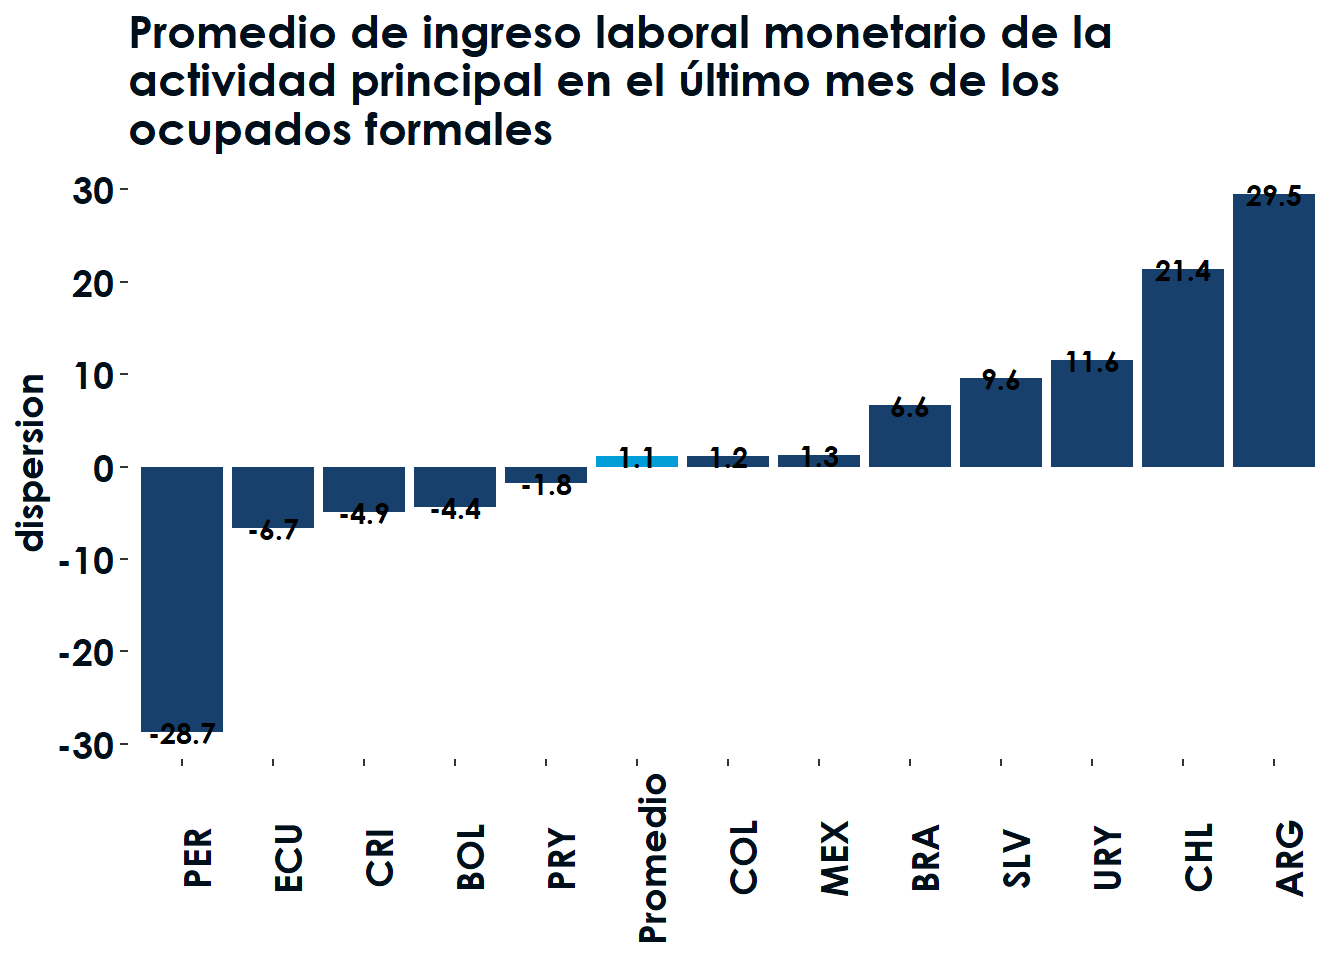 Promedio de ingreso laboral monetario de la
actividad principal en el último mes de los
ocupados formales
dispersion
30
20
10
0
-10
-20
-30
-28.7
-6.7
-4.9
-4.4
-1.8
1.1
1.2
1.3
6.6
9.6
11.6
21.4
29.5
PER
ECU
CRI
BOL
PRY
Promedio
COL
MEX
BRA
SLV
URY
CHL
ARG